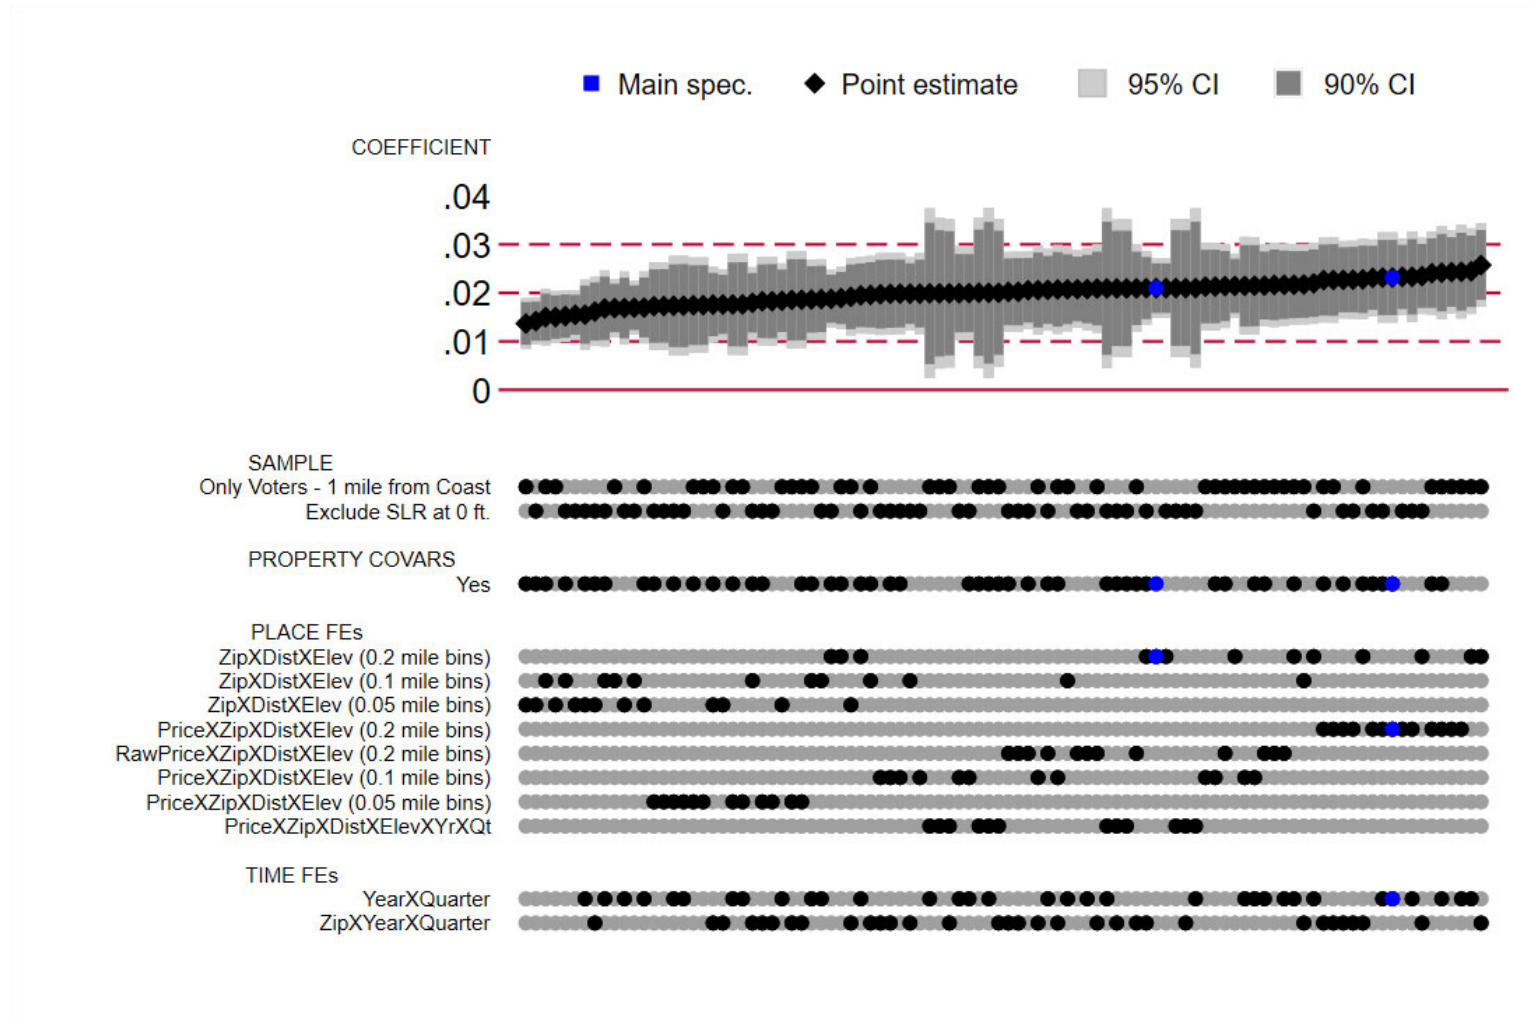 Main spec. Point estimate 95% CI 90% CI
COEFFICIENT
.04
.03
.02
.01
0
SAMPLE
Only Voters - 1 mile from Coast
Exclude SLR at 0 ft.
PROPERTY COVARS
Yes
PLACE FEs
ZipXDistXElev (0.2 mile bins)
ZipXDistXElev (0.1 mile bins)
ZipXDistXElev (0.05 mile bins)
PriceXZipXDistXElev (0.2 mile bins)
RawPriceXZipXDistXElev (0.2 mile bins)
PriceXZipXDistXElev (0.1 mile bins)
PriceXZipXDistXElev (0.05 mile bins)
PriceXZipXDistXElevXYrXQt
TIME FEs
YearXQuarter
ZipXYearXQuarter